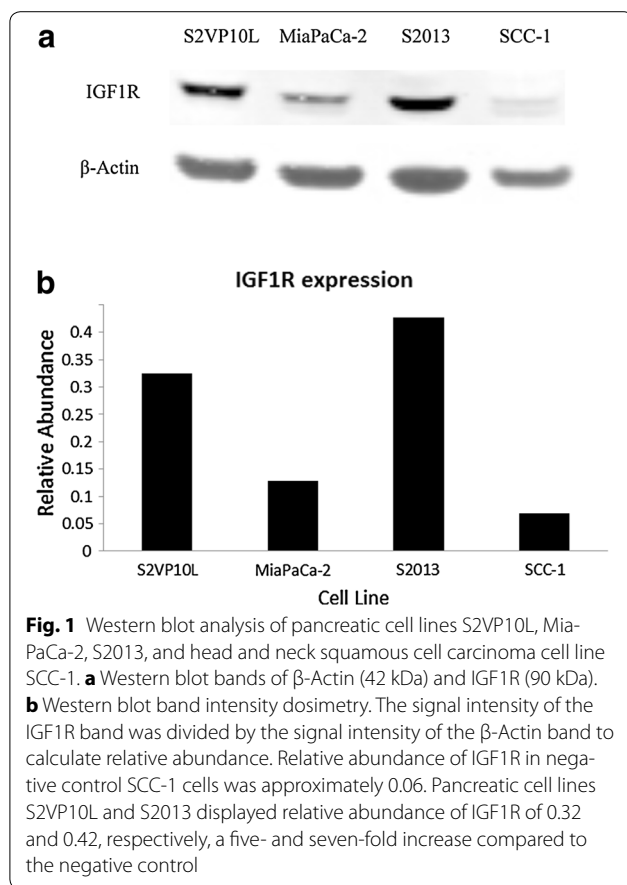 a
S2VP10L MiaPaCa-2 S2013 SCC-1
IGF1R
β-Actin
b
IGF1R expression
Relative Abundance
0.4
0.35
0.3
0.25
0.2
0.15
0.1
0.05
0
S2VP10L MiaPaCa-2 S2013 SCC-1
Cell Line
Fig. 1 Western blot analysis of pancreatic cell lines S2VP10L, Mia-
PaCa-2, S2013, and head and neck squamous cell carcinoma cell line
SCC-1. a Western blot bands of β-Actin (42 kDa) and IGF1R (90 kDa).
b Western blot band intensity dosimetry. The signal intensity of the
IGF1R band was divided by the signal intensity of the β-Actin band to
calculate relative abundance. Relative abundance of IGF1R in nega-
tive control SCC-1 cells was approximately 0.06. Pancreatic cell lines
S2VP10L and S2013 displayed relative abundance of IGF1R of 0.32
and 0.42, respectively, a five- and seven-fold increase compared to
the negative control